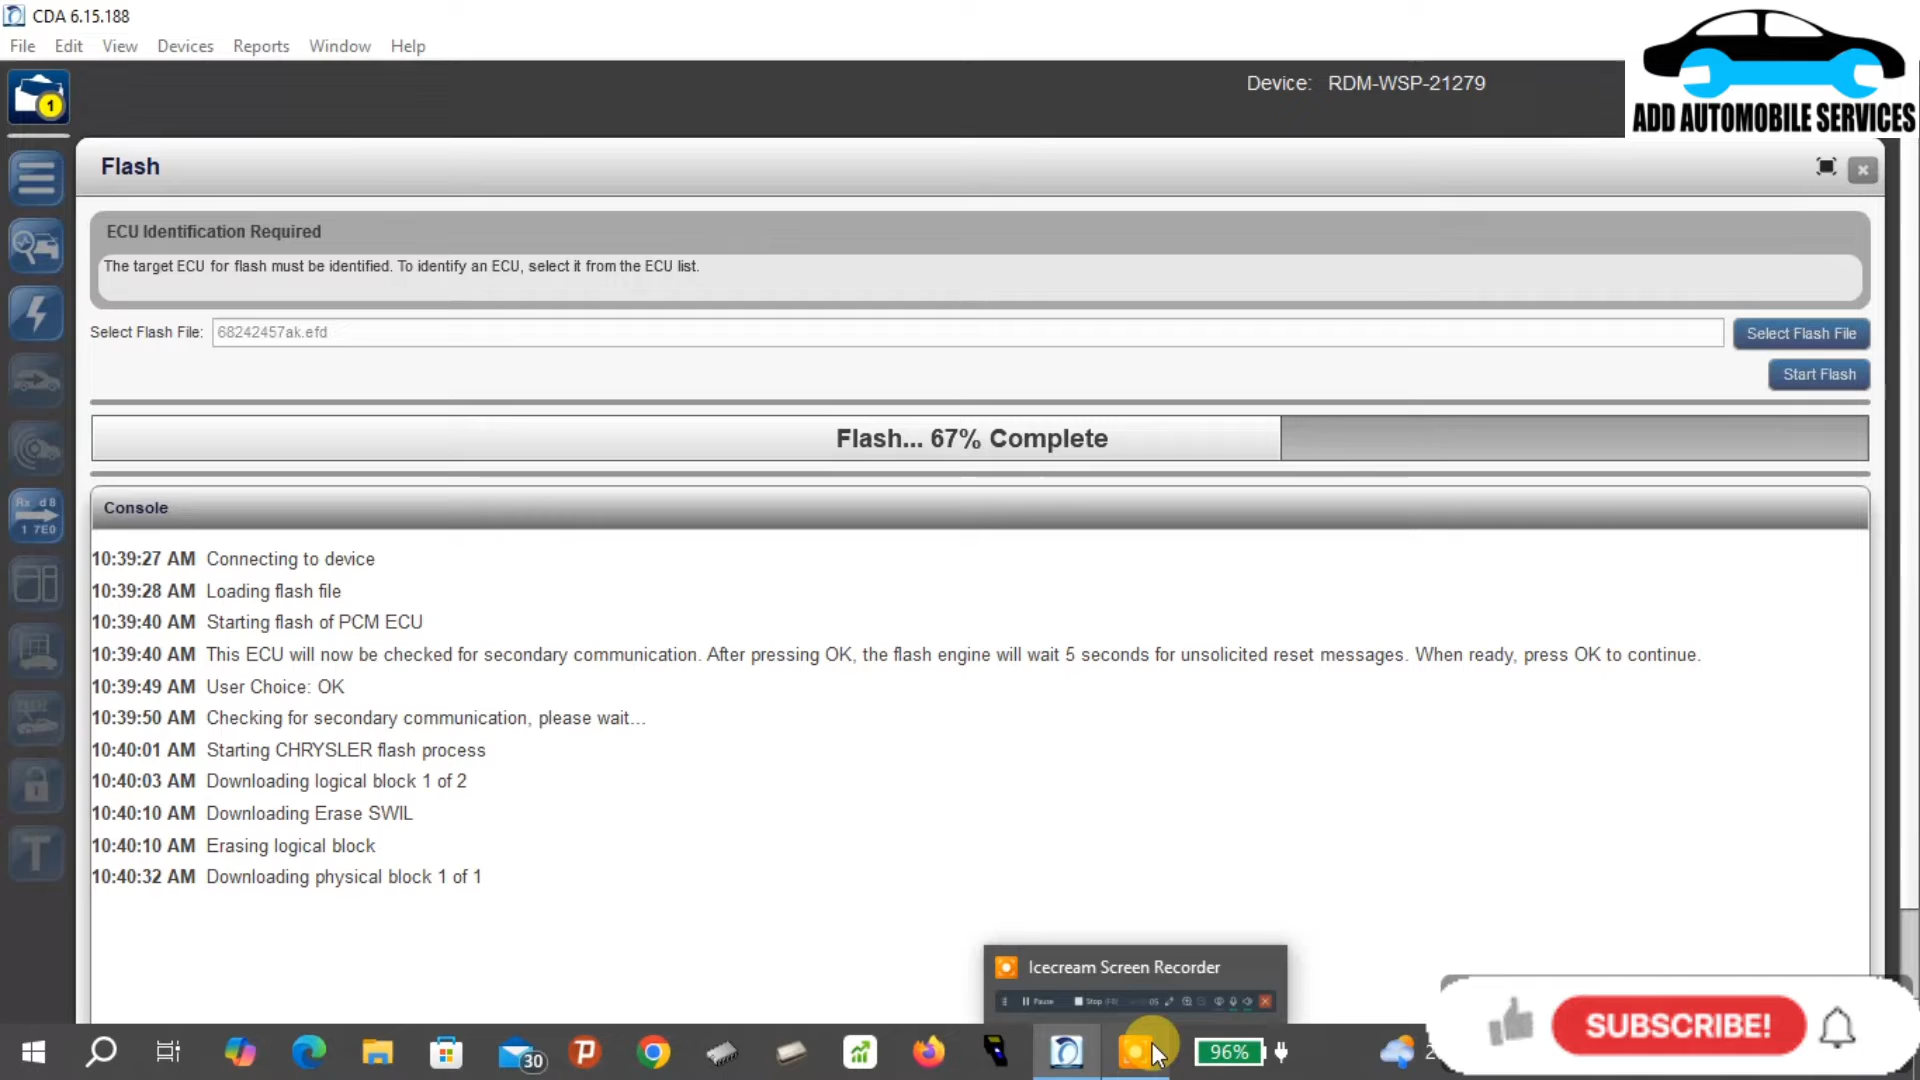 CDA 6.15.188
File Edit View Devices Reports Window Help
1
Device: RDM-WSP-21279
ADD AUTOMOBILE SERVICES
Flash
ECU Identification Required
The target ECU for flash must be identified. To identify an ECU, select it from the ECU list.
Select Flash File: 68242457ak.efd Select Flash File
Start Flash
Flash... 67% Complete
Console
Rx d8
1 7E0
10:39:27 AM Connecting to device
10:39:28 AM Loading flash file
10:39:40 AM Starting flash of PCM ECU
10:39:40 AM This ECU will now be checked for secondary communication. After pressing OK, the flash engine will wait 5 seconds for unsolicited reset messages. When ready, press OK to continue.
10:39:49 AM User Choice: OK
10:39:50 AM Checking for secondary communication, please wait...
10:40:01 AM Starting CHRYSLER flash process
10:40:03 AM Downloading logical block 1 of 2
10:40:10 AM Downloading Erase SWIL
10:40:10 AM Erasing logical block
10:40:32 AM Downloading physical block 1 of 1
T
Icecream Screen Recorder
Pause Stop
SUBSCRIBE!
30
96%